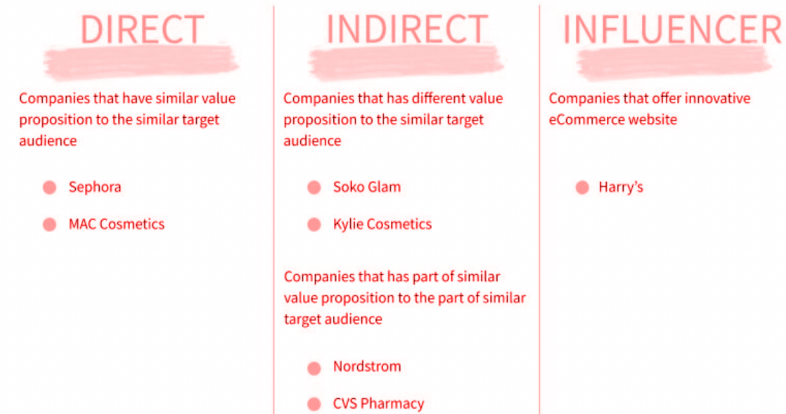 DIRECT
Companies that have similar value
proposition to the similar target
audience
Sephora
MAC Cosmetics
INDIRECT
Companies that has different value
proposition to the similar target
audience
Soko Glam
Kylie Cosmetics
Companies that has part of similar
value proposition to the part of similar
target audience
Nordstrom
CVS Pharmacy
INFLUENCER
Companies that offer innovative
eCommerce website
Harry’s